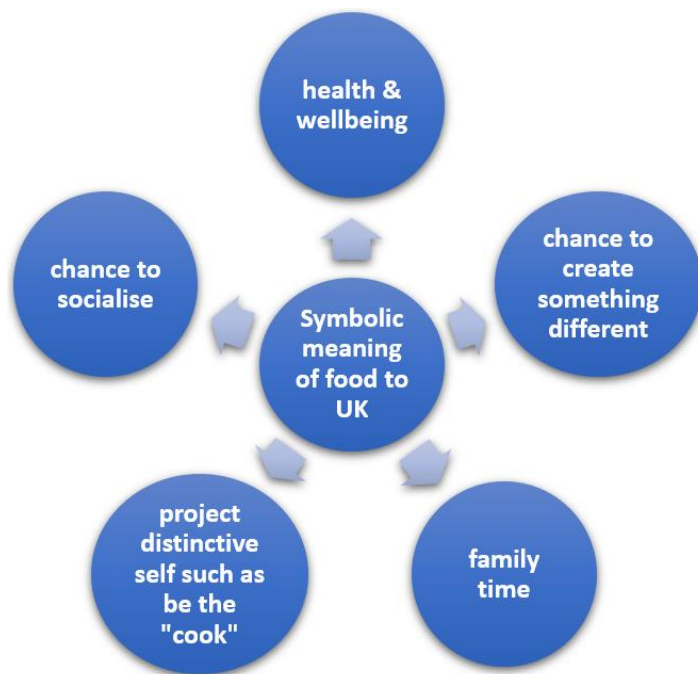 health &
wellbeing
chance to
create
something
different
family
time
project
distinctive
self such as
be the
"cook"
chance to
socialise
Symbolic
meaning
of food to
UK